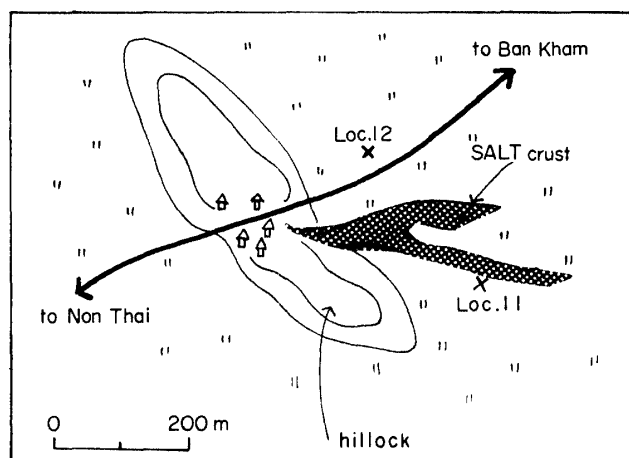 to Ban Kham
Loc.12
SALT crust
to Non Thai
Loc.11
0 200 m
hillock